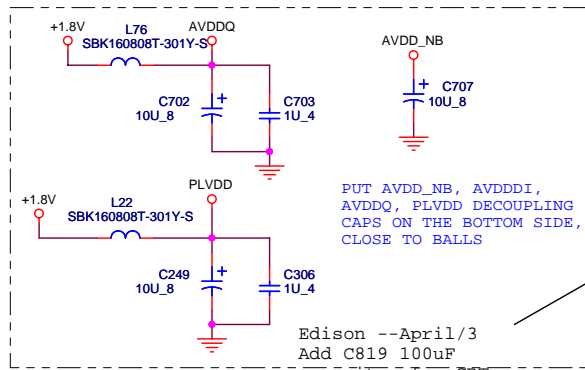 +1.8V
L76
SBK160808T-301Y-S
AVDDQ
C702
10U_8
C703
1U_4
AVDD_NB
C707
10U_8
+1.8V
L22
SBK160808T-301Y-S
PLVDD
C249
10U_8
C306
1U_4
PUT AVDD_NB, AVDDDI,
AVDDQ, PLVDD DECOUPLING
CAPS ON THE BOTTOM SIDE,
CLOSE TO BALLS
Edison --April/3
Add C819 100uF